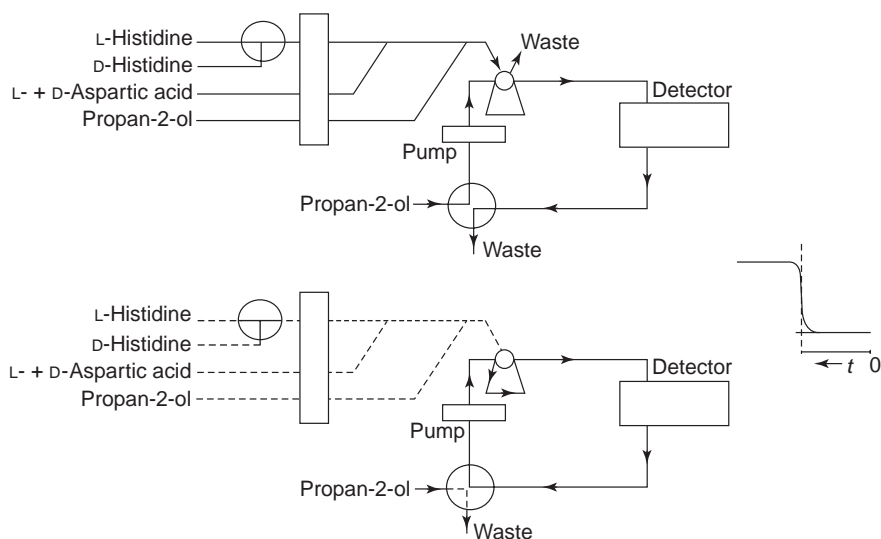 L-Histidine
D-Histidine
L- + D-Aspartic acid
Propan-2-ol
Waste
Detector
Pump
Propan-2-ol
Waste
L-Histidine
D-Histidine
L- + D-Aspartic acid
Propan-2-ol
Detector
Pump
Propan-2-ol
Waste
t 0